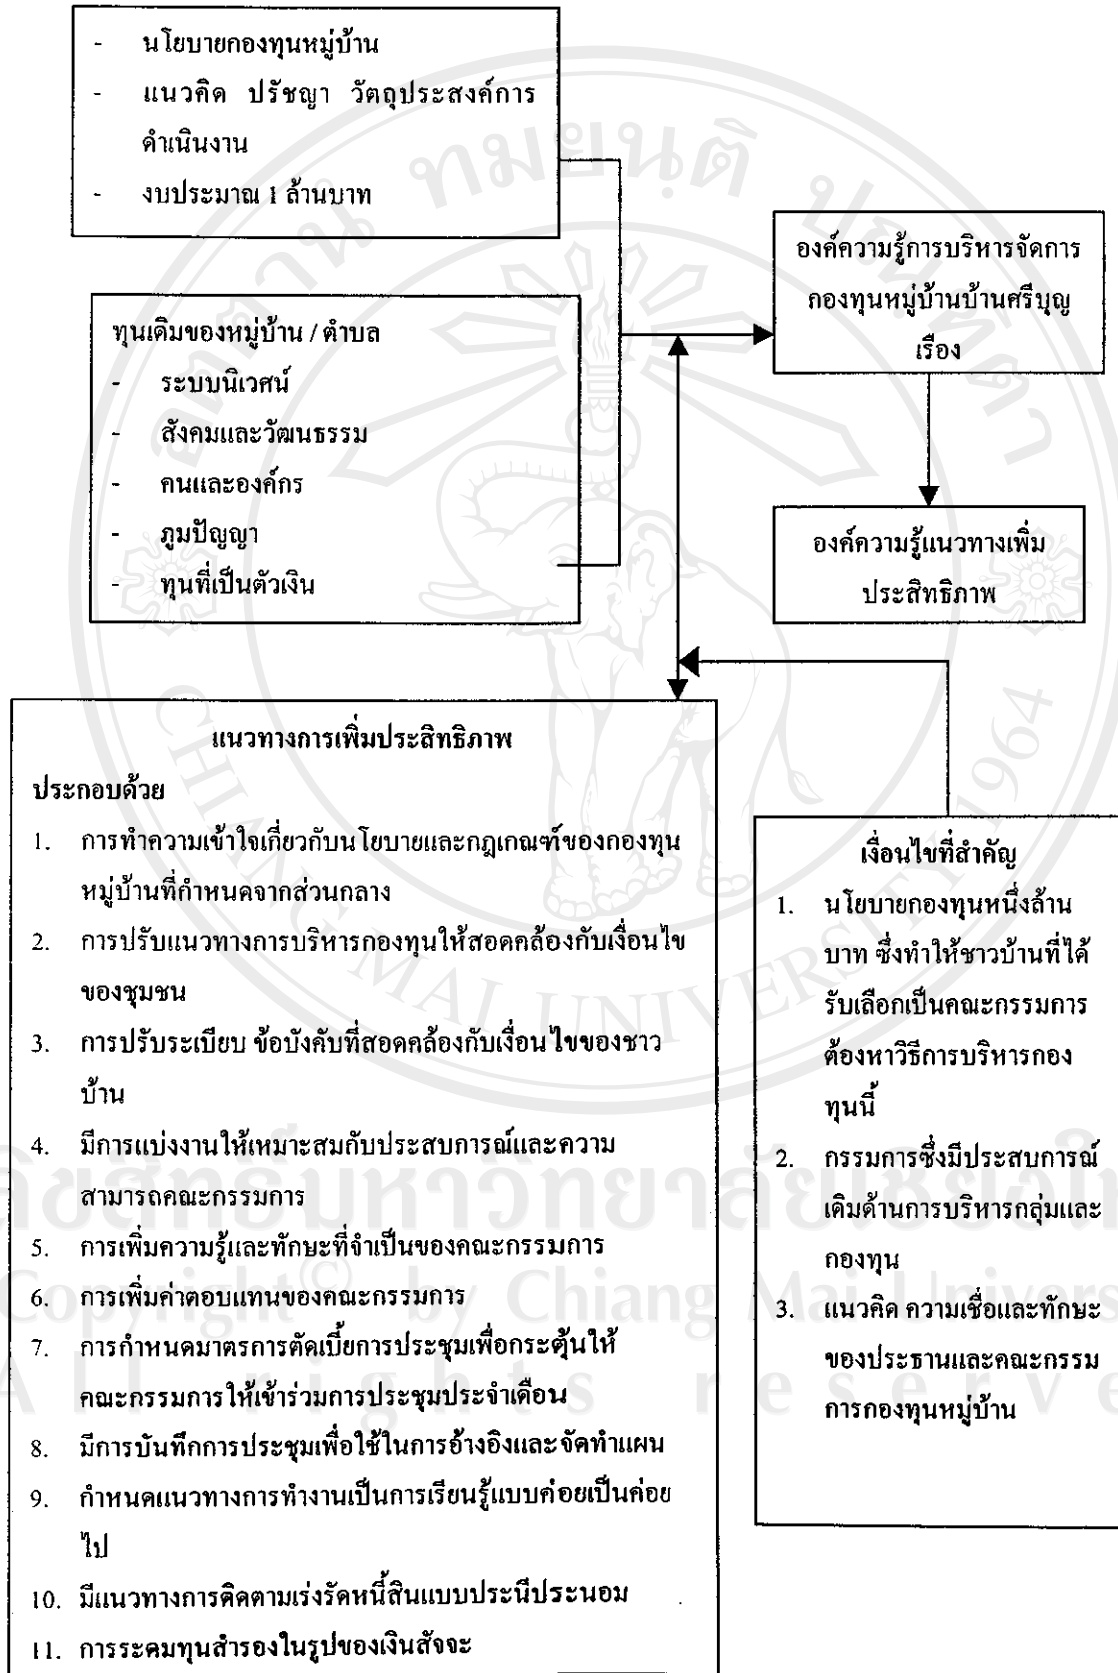 - นโยบายกองทุนหมู่บ้าน
- แนวคิด ปรัชญา วัตถุประสงค์การ
ดำเนินงาน
- งบประมาณ 1 ล้านบาท
องค์ความรู้การบริหารจัดการ
กองทุนหมู่บ้านบ้านศรีบุญ
เรือง
ทุนเดิมของหมู่บ้าน / ตำบล
- ระบบนิเวศน์
- สังคมและวัฒนธรรม
- คนและองค์กร
- ภูมปัญญา
- ทุนที่เป็นตัวเงิน
องค์ความรู้แนวทางเพิ่ม
ประสิทธิภาพ
แนวทางการเพิ่มประสิทธิภาพ
ประกอบด้วย
1. การทำความเข้าใจเกี่ยวกับนโยบายและกฎเกณฑ์ของกองทุน
หมู่บ้านที่กำหนดจากส่วนกลาง
2. การปรับแนวทางการบริหารกองทุนให้สอดคล้องกับเงื่อนไข
ของชุมชน
3. การปรับระเบียบ ข้อบังคับที่สอดคล้องกับเงื่อนไขของชาว
บ้าน
4. มีการแบ่งงานให้เหมาะสมกับประสบการณ์และความ
สามารถคณะกรรมการ
5. การเพิ่มความรู้และทักษะที่จำเป็นของคณะกรรมการ
6. การเพิ่มค่าตอบแทนของคณะกรรมการ
7. การกำหนดมาตรการตัดเบี้ยการประชุมเพื่อกระตุ้นให้
คณะกรรมการให้เข้าร่วมการประชุมประจำเดือน
8. มีการบันทึกการประชุมเพื่อใช้ในการอ้างอิงและจัดทำแผน
9. กำหนดแนวทางการทำงานเป็นการเรียนรู้แบบค่อยเป็นค่อย
ไป
10. มีแนวทางการติดตามเร่งรัดหนี้สินแบบประนีประนอม
11. การระดมทุนสำรองในรูปของเงินสัจจะ
เงื่อนไขที่สำคัญ
1. นโยบายกองทุนหนึ่งล้าน
บาท ซึ่งทำให้ชาวบ้านที่ได้
รับเลือกเป็นคณะกรรมการ
ต้องหาวิธีการบริหารกอง
ทุนนี้
2. กรรมการซึ่งมีประสบการณ์
เดิมด้านการบริหารกลุ่มและ
กองทุน
3. แนวคิด ความเชื่อและทักษะ
ของประธานและคณะกรรม
การกองทุนหมู่บ้าน
CHIANG MAI UNIVERSITY 1964
Copyright© by Chiang Mai Univers
All rights reserve